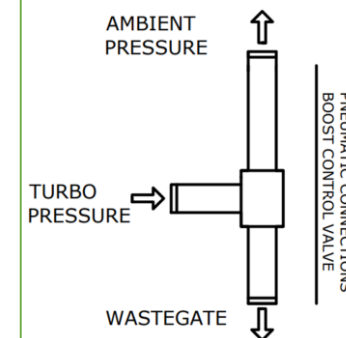 AMBIENT
PRESSURE
TURBO
PRESSURE
WASTEGATE
PNEUMATIC CONNECTIONS
BOOST CONTROL VALVE